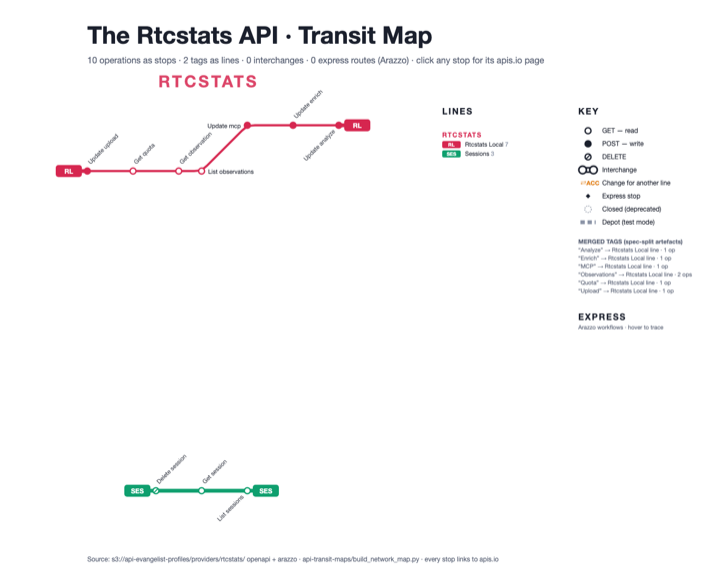 The Rtcstats API · Transit Map
10 operations as stops · 2 tags as lines · 0 interchanges · 0 express routes (Arazzo) · click any stop for its apis.io page
RTCSTATS
Update upload
Get quota
Get observation
List observations
Update mcp
Update enrich
Update analyze
RL
RL
LINES
RTCSTATS
RL Rtcstats Local 7
SES Sessions 3
KEY
GET — read
POST — write
DELETE
Interchange
Change for another line
Express stop
Closed (deprecated)
Depot (test mode)
MERGED TAGS (spec-split artefacts)
"Analyze" → Rtcstats Local line · 1 op
"Enrich" → Rtcstats Local line · 1 op
"MCP" → Rtcstats Local line · 1 op
"Observations" → Rtcstats Local line · 2 ops
"Quota" → Rtcstats Local line · 1 op
"Upload" → Rtcstats Local line · 1 op
EXPRESS
Arazzo workflows · hover to trace
SES
Delete session
Get session
List sessions
SES
Source: s3://api-evangelist-profiles/providers/rtcstats/ openapi + arazzo · api-transit-maps/build_network_map.py · every stop links to apis.io